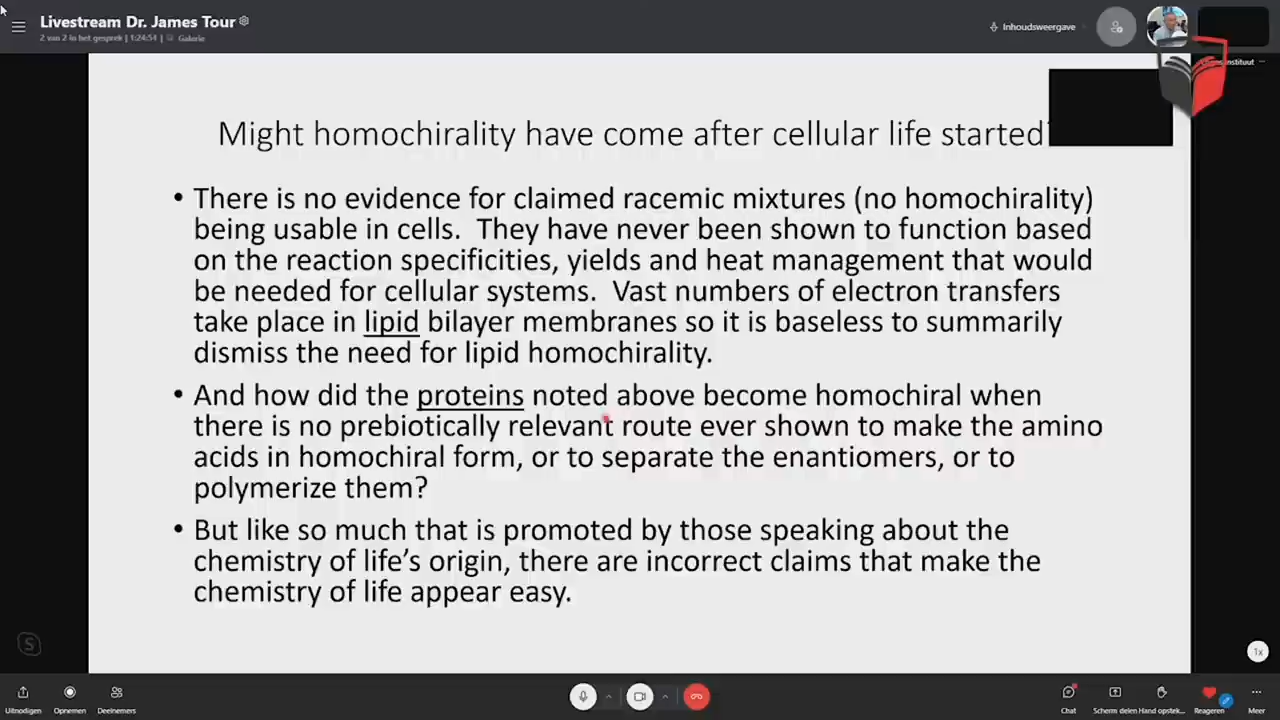 Livestream Dr. James Tour
2 van 2 in het gesprek | 1:24:51 | Galerie
Inhoudsweergave
Might homochirality have come after cellular life started?
• There is no evidence for claimed racemic mixtures (no homochirality)
being usable in cells. They have never been shown to function based
on the reaction specificities, yields and heat management that would
be needed for cellular systems. Vast numbers of electron transfers
take place in lipid bilayer membranes so it is baseless to summarily
dismiss the need for lipid homochirality.
• And how did the proteins noted above become homochiral when
there is no prebiotically relevant route ever shown to make the amino
acids in homochiral form, or to separate the enantiomers, or to
polymerize them?
• But like so much that is promoted by those speaking about the
chemistry of life's origin, there are incorrect claims that make the
chemistry of life appear easy.
1x
Uitnodigen Opnemen Deelnemers Chat Scherm delen Hand opstek... Reageren Meer